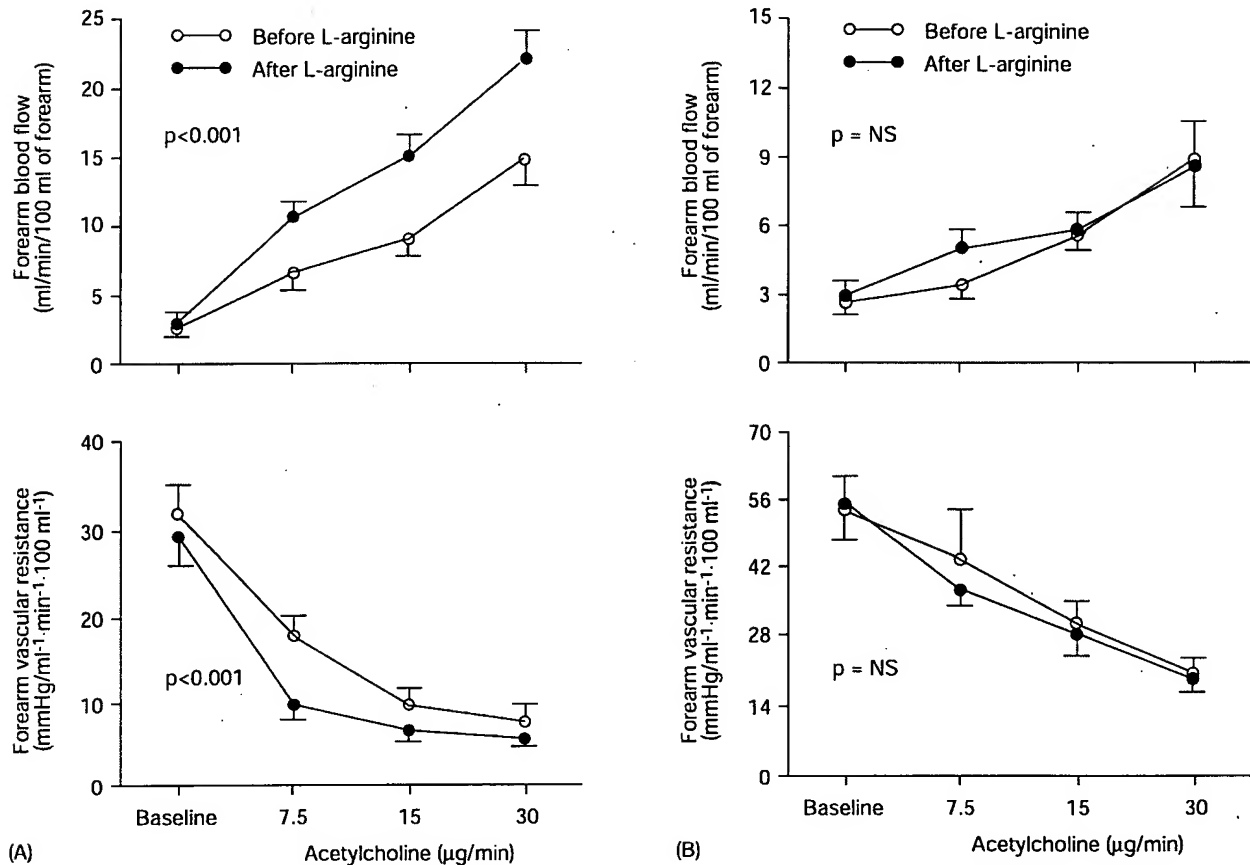 Forearm blood flow
(ml/min/100 ml of forearm)
25
20
15
10
5
0
Before L-arginine
After L-arginine
p<0.001
Forearm blood flow
(ml/min/100 ml of forearm)
15
12
9
6
3
0
Before L-arginine
After L-arginine
p = NS
Forearm vascular resistance
(mmHg/ml⁻¹·min⁻¹·100 ml⁻¹)
40
30
20
10
0
p<0.001
Baseline 7.5 15 30
(A) Acetylcholine (µg/min)
Forearm vascular resistance
(mmHg/ml⁻¹·min⁻¹·100 ml⁻¹)
70
56
42
28
14
0
p = NS
Baseline 7.5 15 30
(B) Acetylcholine (µg/min)